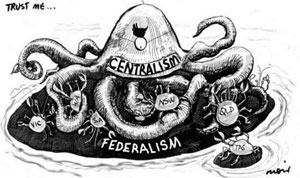 TRUST ME...
CENTRALISM
NSW
QLD
VIC
FEDERALISM
TAS